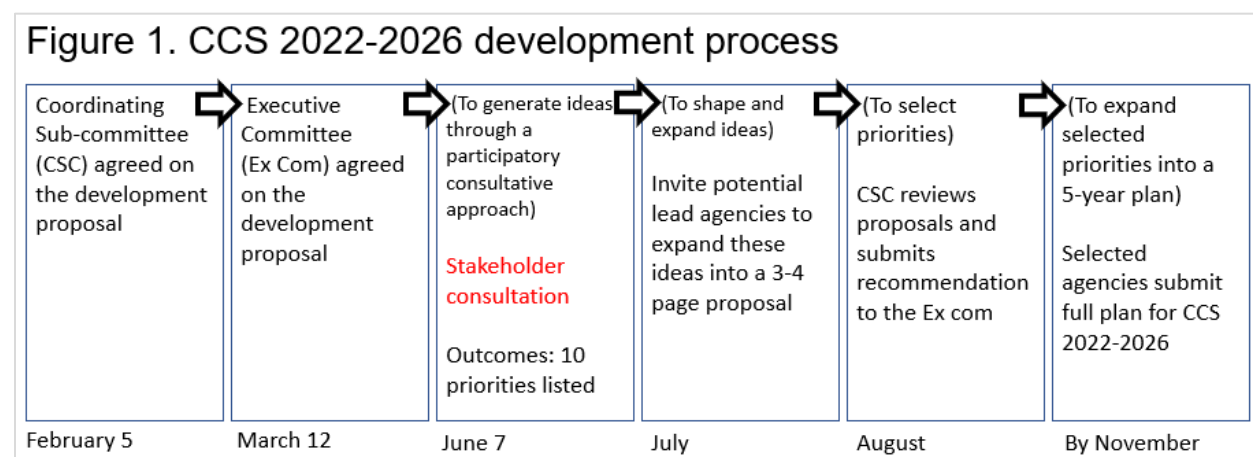 Figure 1. CCS 2022-2026 development process
Coordinating
Sub-committee
(CSC) agreed on
the development
proposal
February 5
Executive
Committee
(Ex Com) agreed
on the
development
proposal
March 12
(To generate ideas
through a
participatory
consultative
approach)
Stakeholder
consultation
Outcomes: 10
priorities listed
June 7
(To shape and
expand ideas)
Invite potential
lead agencies to
expand these
ideas into a 3-4
page proposal
July
(To select
priorities)
CSC reviews
proposals and
submits
recommendation
to the Ex com
August
(To expand
selected
priorities into a
5-year plan)
Selected
agencies submit
full plan for CCS
2022-2026
By November